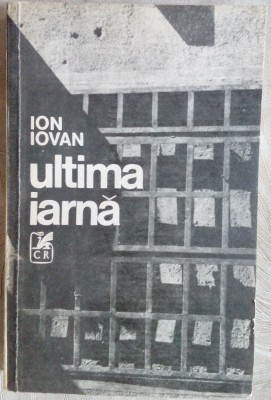 ION
IOVAN
ultima
iarnă
CR